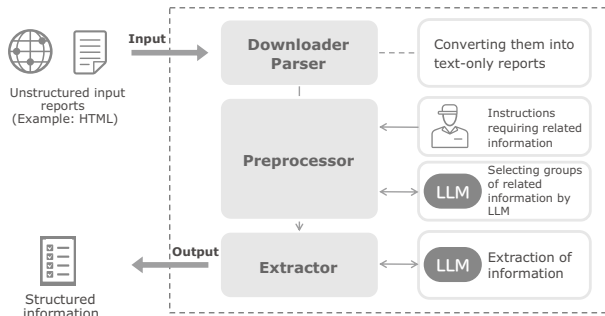 Input
Unstructured input
reports
(Example: HTML)
Downloader
Parser
Converting them into
text-only reports
Preprocessor
Instructions
requiring related
information
LLM
Selecting groups
of related
information by
LLM
Output
Extractor
LLM
Extraction of
information
Structured
information